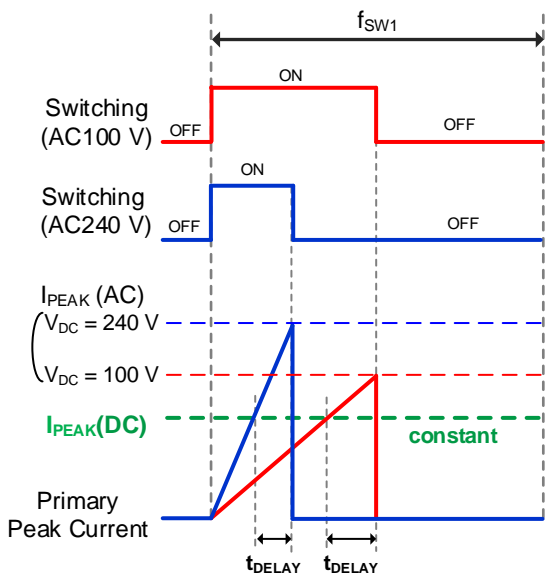 fSW1
ON
Switching
(AC100 V)
OFF
OFF
ON
Switching
(AC240 V)
OFF
OFF
IPEAK (AC)
VDC = 240 V
VDC = 100 V
IPEAK(DC)
constant
Primary
Peak Current
tDELAY
tDELAY